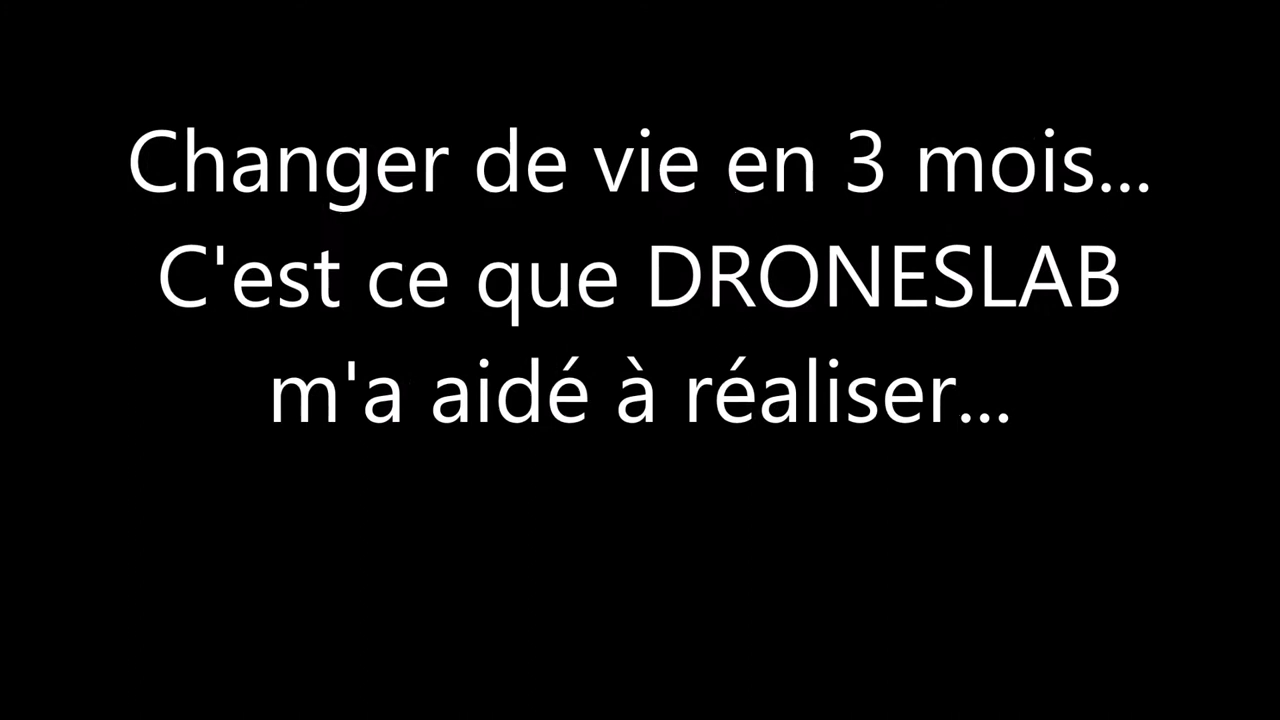 Changer de vie en 3 mois...
C'est ce que DRONESLAB
m'a aidé à réaliser...